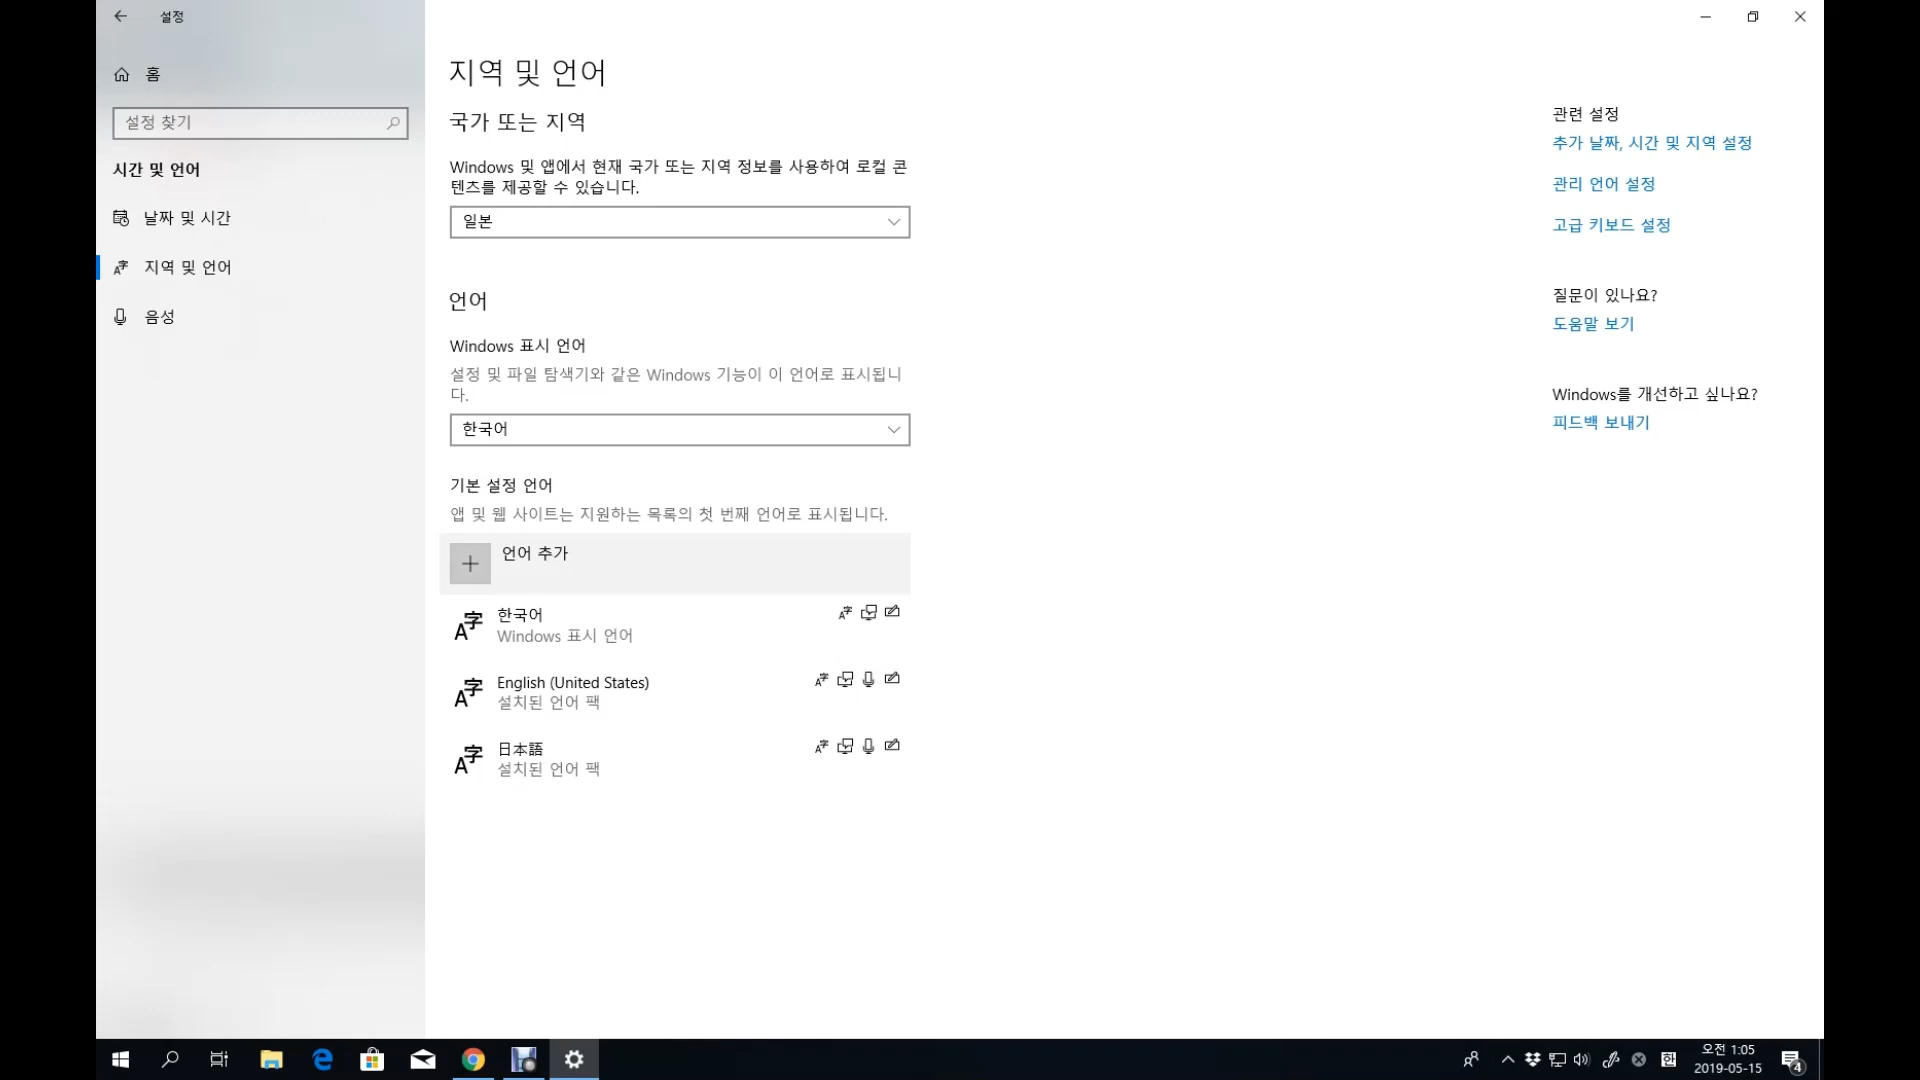 설정
홈
설정 찾기
시간 및 언어
날짜 및 시간
지역 및 언어
음성
지역 및 언어
국가 또는 지역
Windows 및 앱에서 현재 국가 또는 지역 정보를 사용하여 로컬 콘
텐츠를 제공할 수 있습니다.
일본
언어
Windows 표시 언어
설정 및 파일 탐색기와 같은 Windows 기능이 이 언어로 표시됩니
다.
한국어
기본 설정 언어
앱 및 웹 사이트는 지원하는 목록의 첫 번째 언어로 표시됩니다.
언어 추가
한국어
Windows 표시 언어
English (United States)
설치된 언어 팩
日本語
설치된 언어 팩
관련 설정
추가 날짜, 시간 및 지역 설정
관리 언어 설정
고급 키보드 설정
질문이 있나요?
도움말 보기
Windows를 개선하고 싶나요?
피드백 보내기
한
오전 1:05
2019-05-15
4